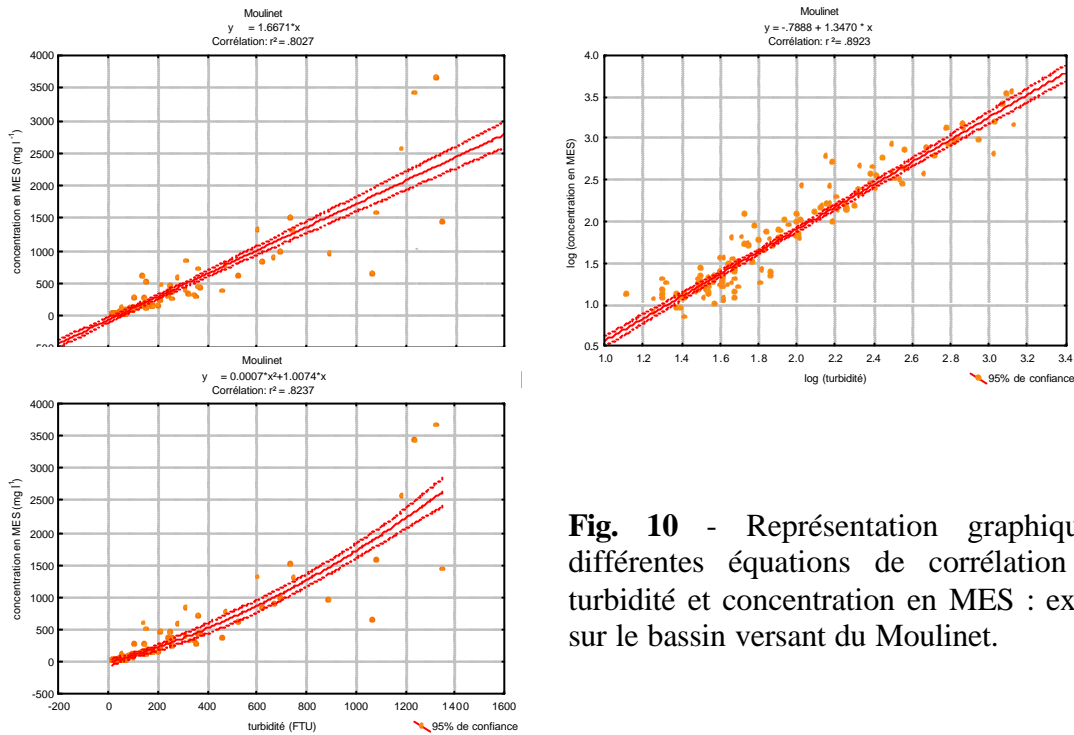 Moulinet
y = 1.6671*x
Corrélation: r² = .8027
4000
3500
3000
2500
2000
1500
1000
500
0
concentration en MES (mg l⁻¹)
Moulinet
y = -.7888 + 1.3470 * x
Corrélation: r² = .8923
4.0
3.5
3.0
2.5
2.0
1.5
1.0
0.5
log (concentration en MES)
1.0 1.2 1.4 1.6 1.8 2.0 2.2 2.4 2.6 2.8 3.0 3.2 3.4
log (turbidité)
95% de confiance
Moulinet
y = 0.0007*x²+1.0074*x
Corrélation: r² = .8237
4000
3500
3000
2500
2000
1500
1000
500
0
-500
concentration en MES (mg l¹)
-200 0 200 400 600 800 1000 1200 1400 1600
turbidité (FTU)
95% de confiance
Fig. 10 - Représentation graphiqu
différentes équations de corrélation
turbidité et concentration en MES : ex
sur le bassin versant du Moulinet.